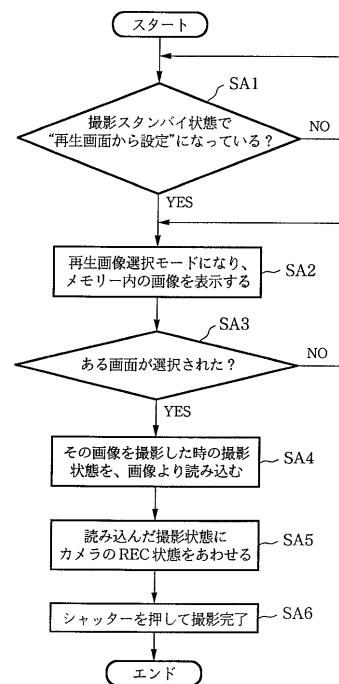 スタート
SA1
撮影スタンバイ状態で
“再生画面から設定”になっている?
NO
YES
再生画像選択モードになり、
メモリー内の画像を表示する
SA2
SA3
ある画面が選択された?
NO
YES
その画像を撮影した時の撮影
状態を、画像より読み込む
SA4
読み込んだ撮影状態に
カメラのREC状態をあわせる
SA5
シャッターを押して撮影完了
SA6
エンド